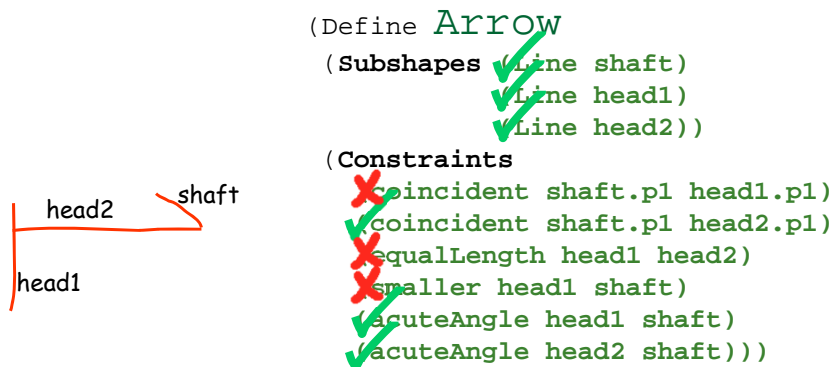 (Define Arrow
(Subshapes (Line shaft)
(Line head1)
(Line head2))
(Constraints
(coincident shaft.p1 head1.p1)
(coincident shaft.p1 head2.p1)
(equalLength head1 head2)
(smaller head1 shaft)
(acuteAngle head1 shaft)
(acuteAngle head2 shaft)))
shaft
head2
head1